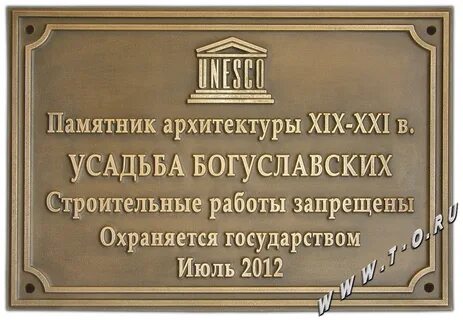 UNESCO
Памятник архитектуры XIX-XXI в.
УСАДЬБА БОГУСЛАВСКИХ
Строительные работы запрещены
Охраняется государством
Июль 2012
WWW.T-O.RU